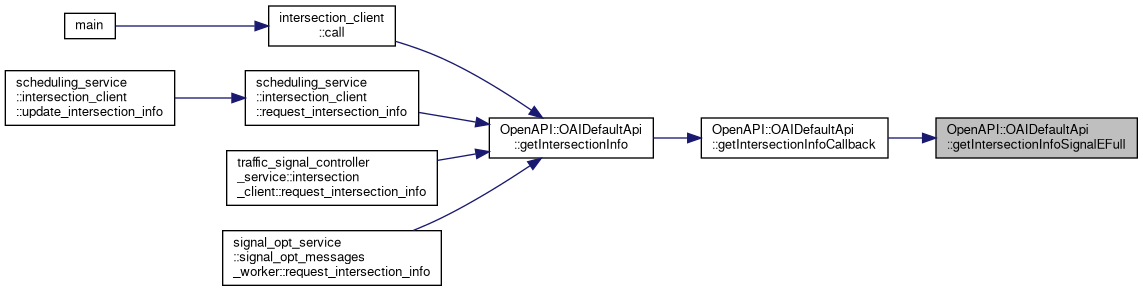 main
intersection_client
::call
scheduling_service
::intersection_client
::update_intersection_info
scheduling_service
::intersection_client
::request_intersection_info
traffic_signal_controller
_service::intersection
_client::request_intersection_info
signal_opt_service
::signal_opt_messages
_worker::request_intersection_info
OpenAPI::OAIDefaultApi
::getIntersectionInfo
OpenAPI::OAIDefaultApi
::getIntersectionInfoCallback
OpenAPI::OAIDefaultApi
::getIntersectionInfoSignalEFull